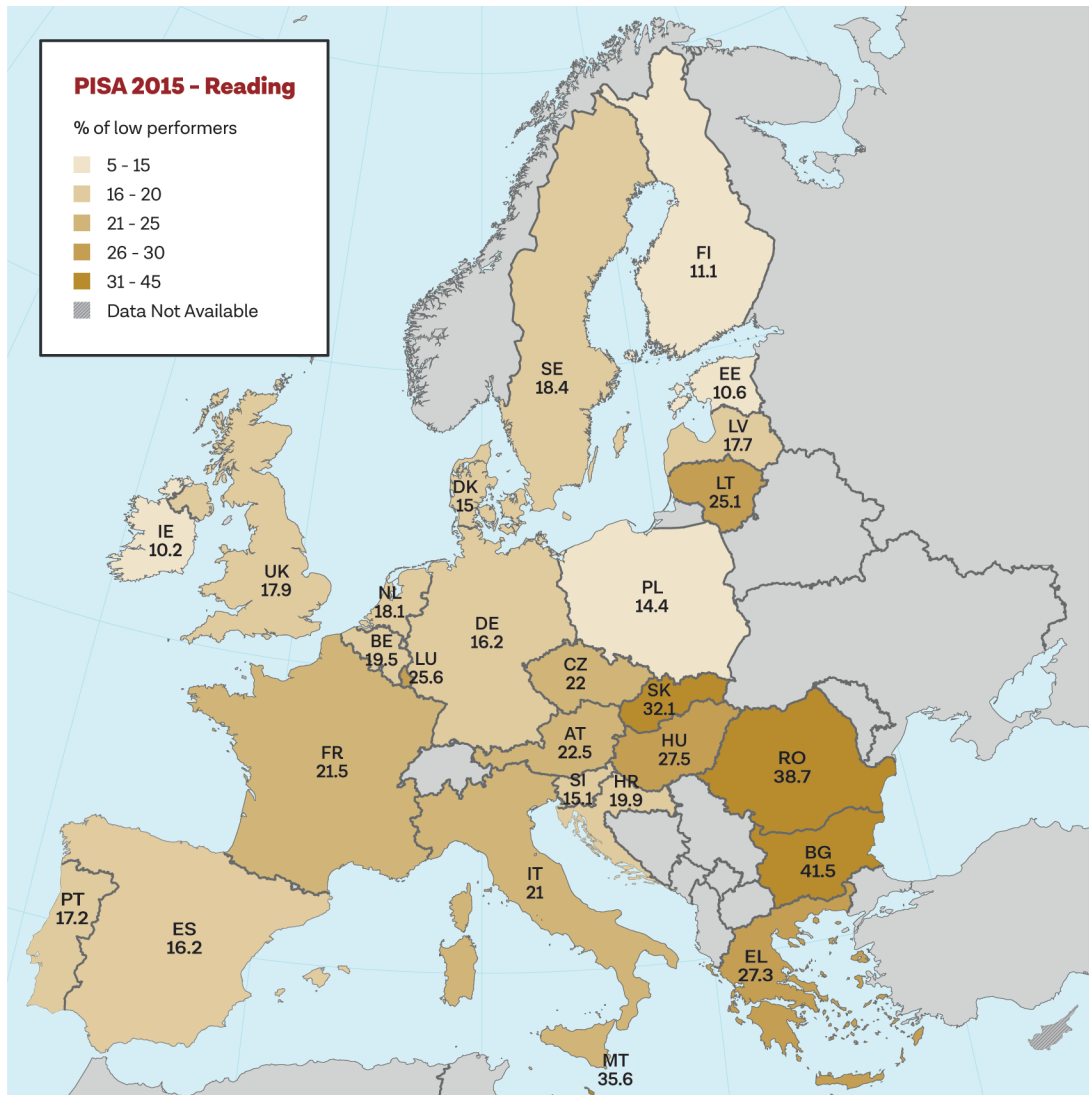 PISA 2015 - Reading
% of low performers
5 - 15
16 - 20
21 - 25
26 - 30
31 - 45
Data Not Available
FI
11.1
SE
18.4
EE
10.6
LV
17.7
LT
25.1
DK
15
IE
10.2
UK
17.9
NL
18.1
PL
14.4
DE
16.2
BE
19.5
LU
25.6
CZ
22
SK
32.1
AT
22.5
HU
27.5
FR
21.5
RO
38.7
SI
15.1
HR
19.9
BG
41.5
IT
21
PT
17.2
ES
16.2
EL
27.3
MT
35.6